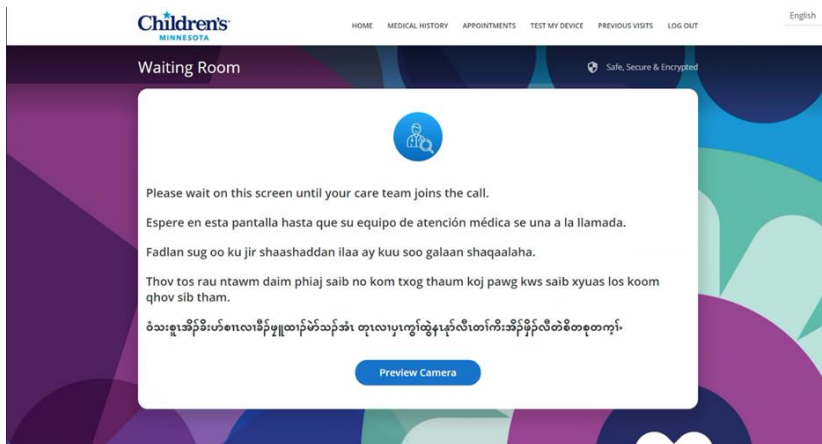 Children's
MINNESOTA
HOME MEDICAL HISTORY APPOINTMENTS TEST MY DEVICE PREVIOUS VISITS LOG OUT
English
Waiting Room
Safe, Secure & Encrypted
Please wait on this screen until your care team joins the call.
Espere en esta pantalla hasta que su equipo de atención médica se una a la llamada.
Fadlan sug oo ku jir shaashaddan ilaa ay kuu soo galaan shaqaalaha.
Thov tos rau ntawm daim phiaj saib no kom txog thaum koj pawg kws saib xyuas los koom
qhov sib tham.
Preview Camera